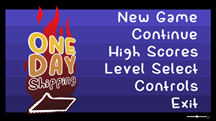 ONE
DAY
Shipping
New Game
Continue
High Scores
Level Select
Controls
Exit